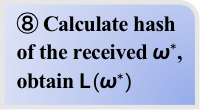 ⑧ Calculate hash
of the received ω*,
obtain L(ω*)